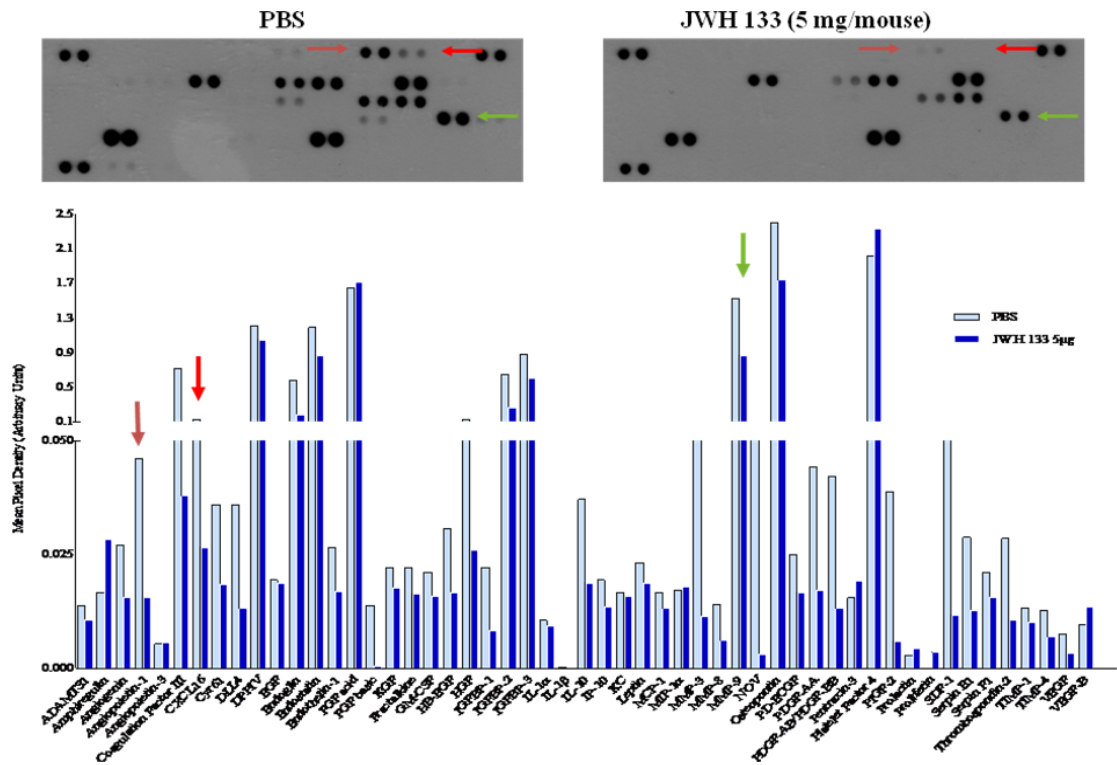 PBS
JWH 133 (5 mg/mouse)
2.5
2.1
1.7
1.3
0.9
0.5
0.1
0.050
0.025
0.000
Mean Pixel Density (Arbitrary Units)
PBS
JWH 133 5µg
ADAMTS1
Amphiregulin
Angiogenin
Angiopoietin-1
Angiopoietin-3
Coagulation Factor III
CXCL16
Cyr61
DLL4
DPPIV
EGF
Endoglin
Endostatin
Endothelin-1
FGF acid
FGF basic
KGF
Fractalkine
GM-CSF
HB-EGF
HGF
IGFBP-1
IGFBP-2
IGFBP-3
IL-1α
IL-1β
IL-10
IP-10
KC
Leptin
MCP-1
MIP-1α
MMP-3
MMP-8
MMP-9
NOV
Osteopontin
PD-ECGF
PDGF-AA
PDGF-AB/PDGF-BB
Pentraxin-3
Platelet Factor 4
PlGF-2
Prolactin
Proliferin
SDF-1
Serpin E1
Serpin F1
Thrombospondin-2
TIMP-1
TIMP-4
VEGF
VEGF-B